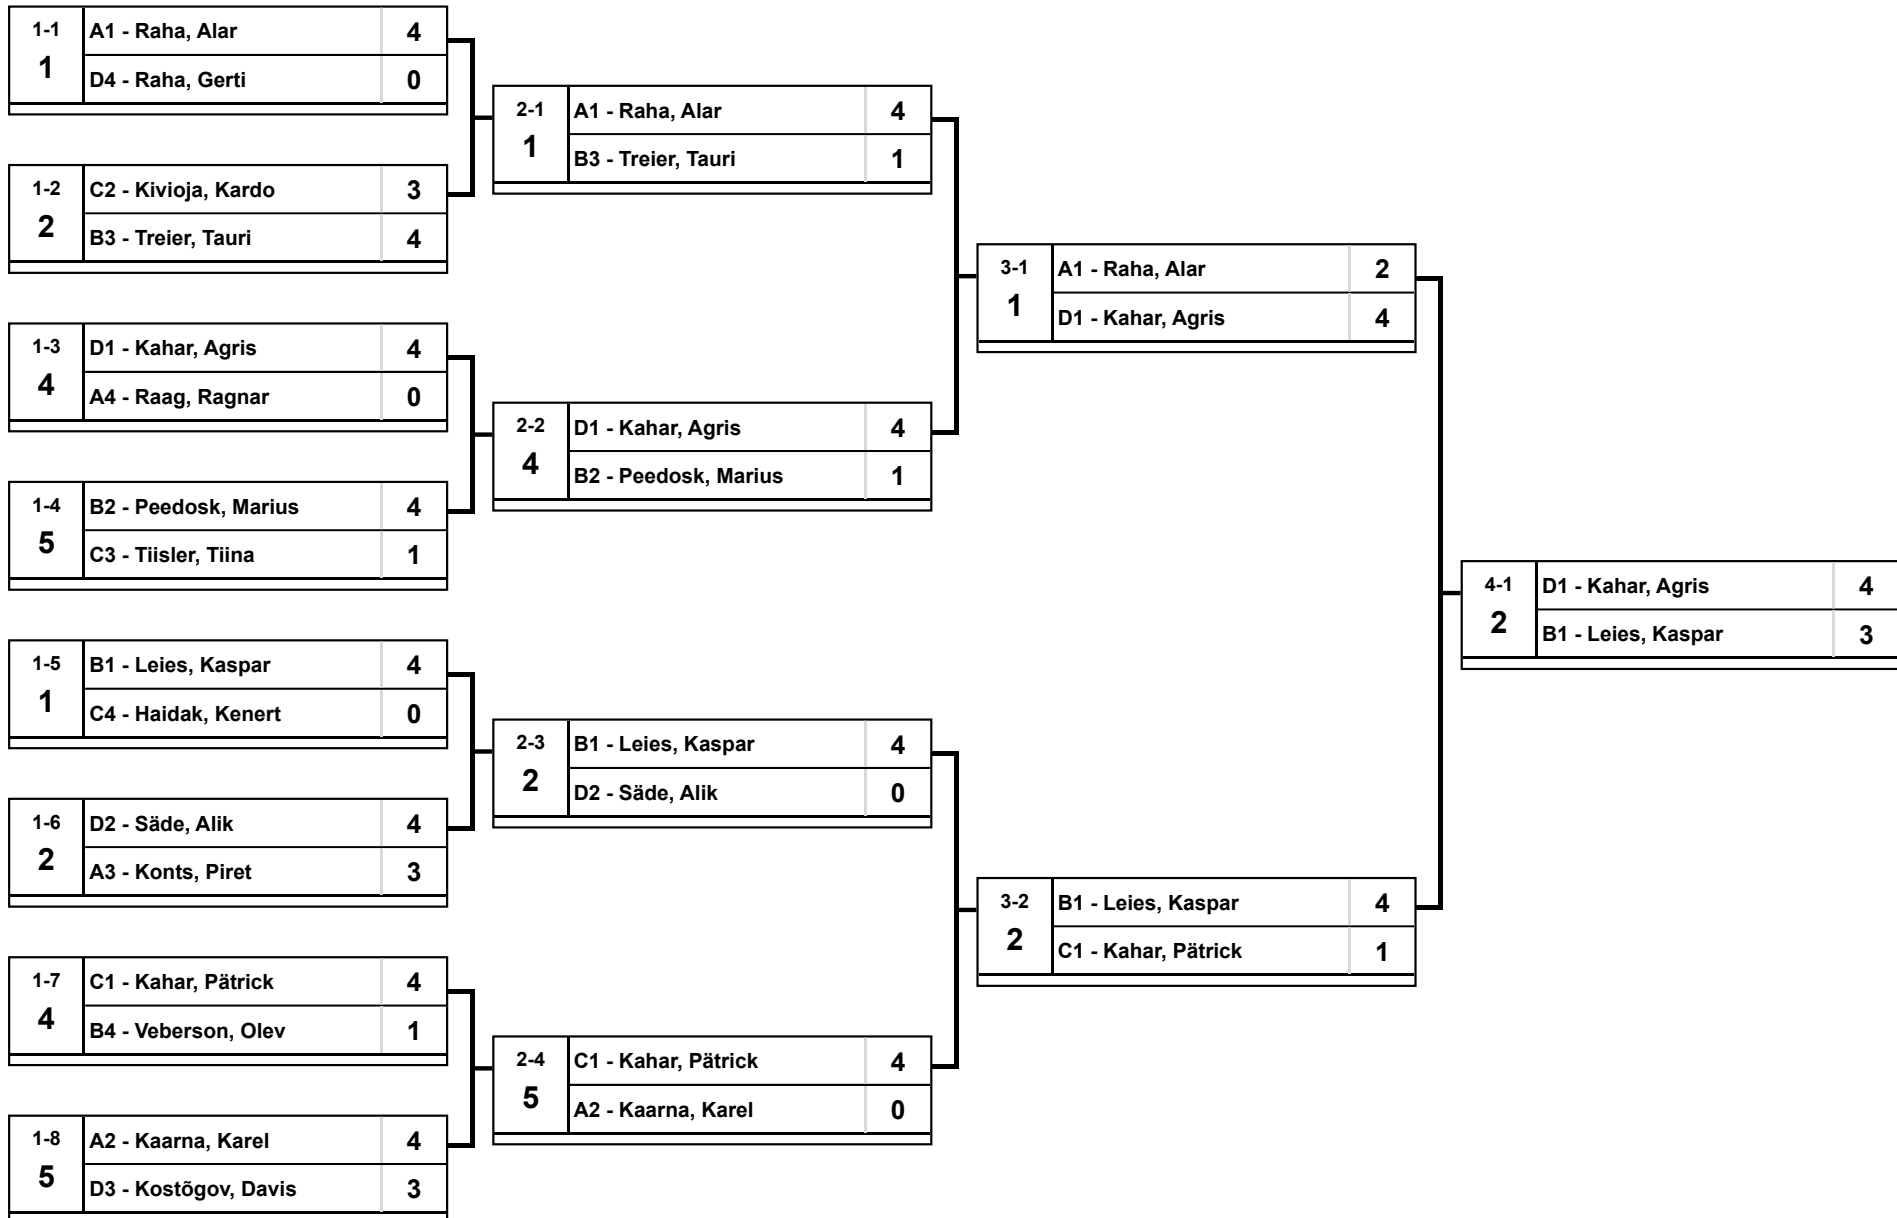 1-1
1
A1 - Raha, Alar 4
D4 - Raha, Gerti 0
1-2
2
C2 - Kivioja, Kardo 3
B3 - Treier, Tauri 4
1-3
4
D1 - Kahar, Agris 4
A4 - Raag, Ragnar 0
1-4
5
B2 - Peedosk, Marius 4
C3 - Tiisler, Tiina 1
1-5
1
B1 - Leies, Kaspar 4
C4 - Haidak, Kenert 0
1-6
2
D2 - Säde, Alik 4
A3 - Konts, Piret 3
1-7
4
C1 - Kahar, Pätrick 4
B4 - Veberson, Olev 1
1-8
5
A2 - Kaarna, Karel 4
D3 - Kostõgov, Davis 3
2-1
1
A1 - Raha, Alar 4
B3 - Treier, Tauri 1
2-2
4
D1 - Kahar, Agris 4
B2 - Peedosk, Marius 1
2-3
2
B1 - Leies, Kaspar 4
D2 - Säde, Alik 0
2-4
5
C1 - Kahar, Pätrick 4
A2 - Kaarna, Karel 0
3-1
1
A1 - Raha, Alar 2
D1 - Kahar, Agris 4
3-2
2
B1 - Leies, Kaspar 4
C1 - Kahar, Pätrick 1
4-1
2
D1 - Kahar, Agris 4
B1 - Leies, Kaspar 3